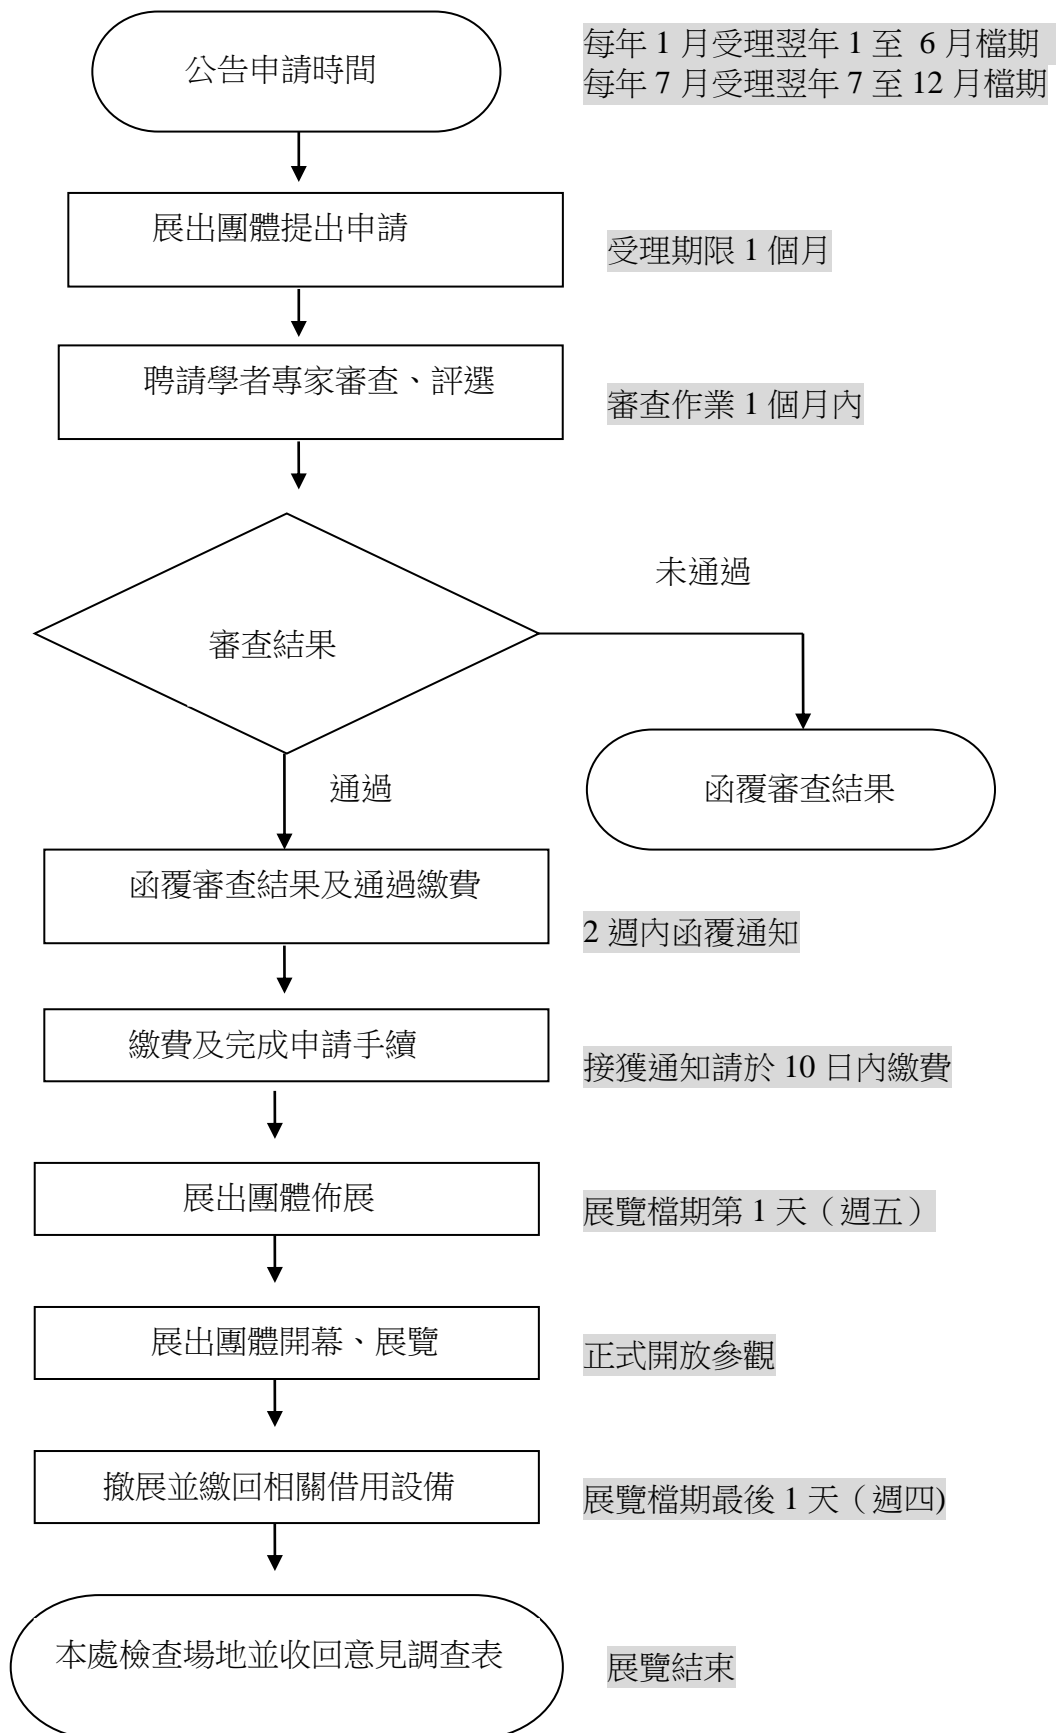 公告申請時間
每年 1 月受理翌年 1 至 6 月檔期
每年 7 月受理翌年 7 至 12 月檔期
展出團體提出申請
受理期限 1 個月
聘請學者專家審查、評選
審查作業 1 個月內
未通過
審查結果
函覆審查結果
通過
函覆審查結果及通過繳費
2 週內函覆通知
繳費及完成申請手續
接獲通知請於 10 日內繳費
展出團體佈展
展覽檔期第 1 天（週五）
展出團體開幕、展覽
正式開放參觀
撤展並繳回相關借用設備
展覽檔期最後 1 天（週四)
本處檢查場地並收回意見調查表
展覽結束